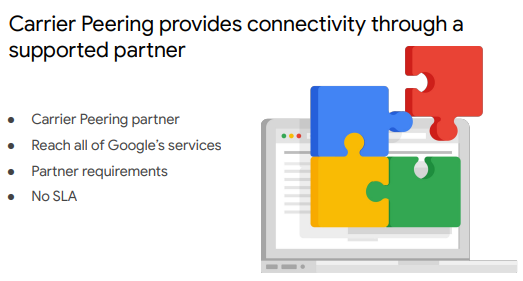 Carrier Peering provides connectivity through a
supported partner
Carrier Peering partner
Reach all of Google's services
Partner requirements
No SLA